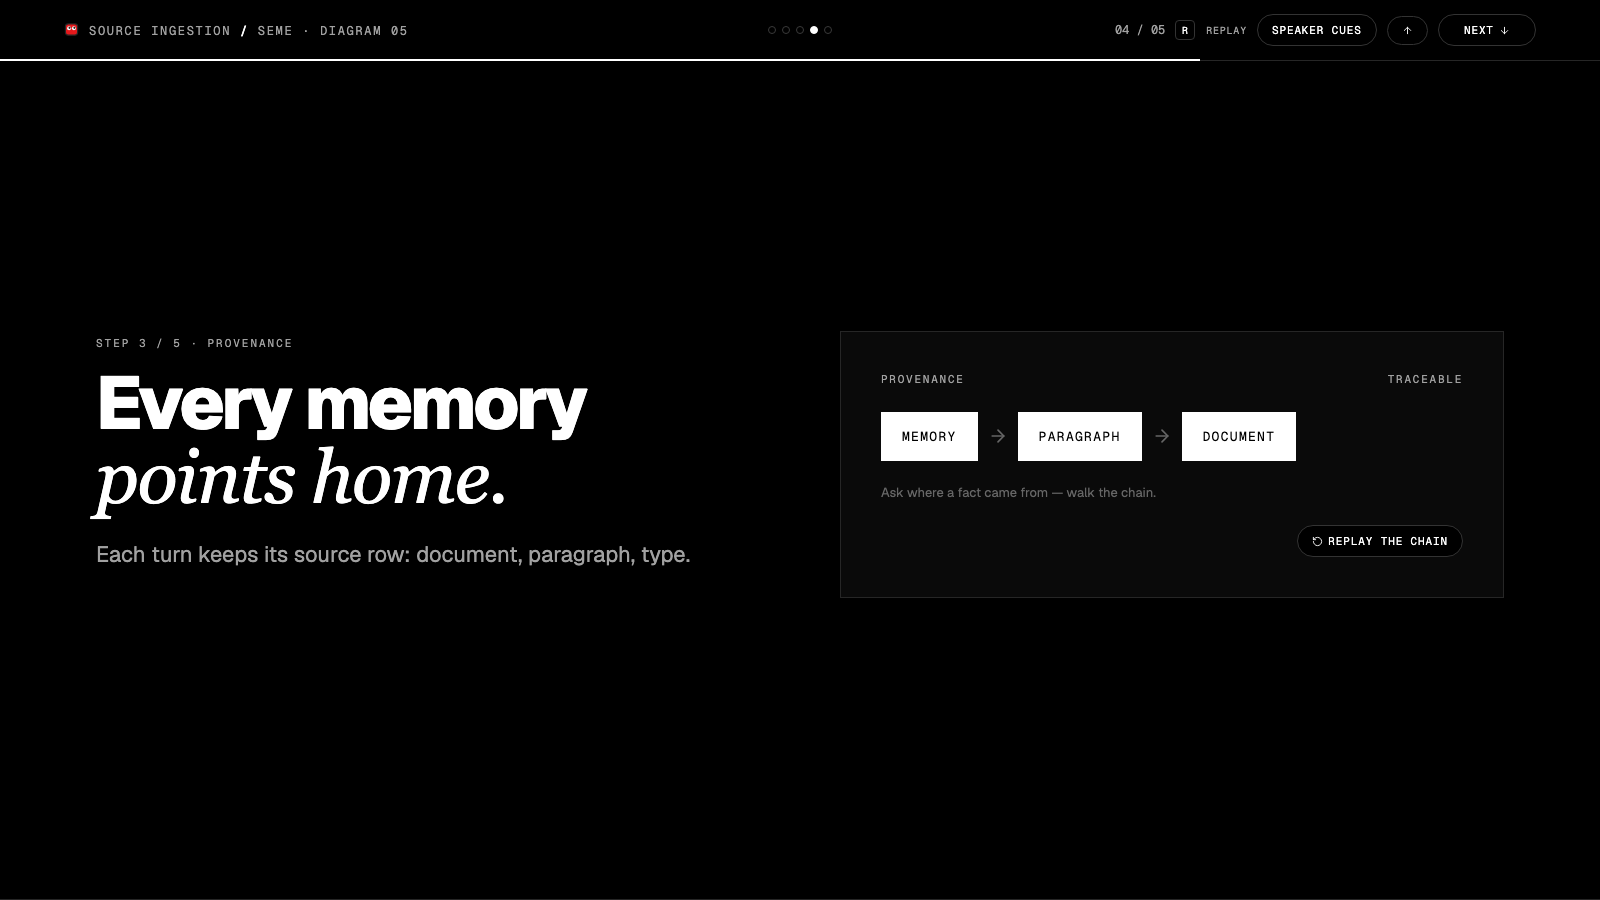 SOURCE INGESTION / SEME · DIAGRAM 05
04 / 05 R REPLAY SPEAKER CUES ↑ NEXT ↓
STEP 3 / 5 · PROVENANCE
Every memory
points home.
Each turn keeps its source row: document, paragraph, type.
PROVENANCE TRACEABLE
MEMORY → PARAGRAPH → DOCUMENT
Ask where a fact came from — walk the chain.
REPLAY THE CHAIN